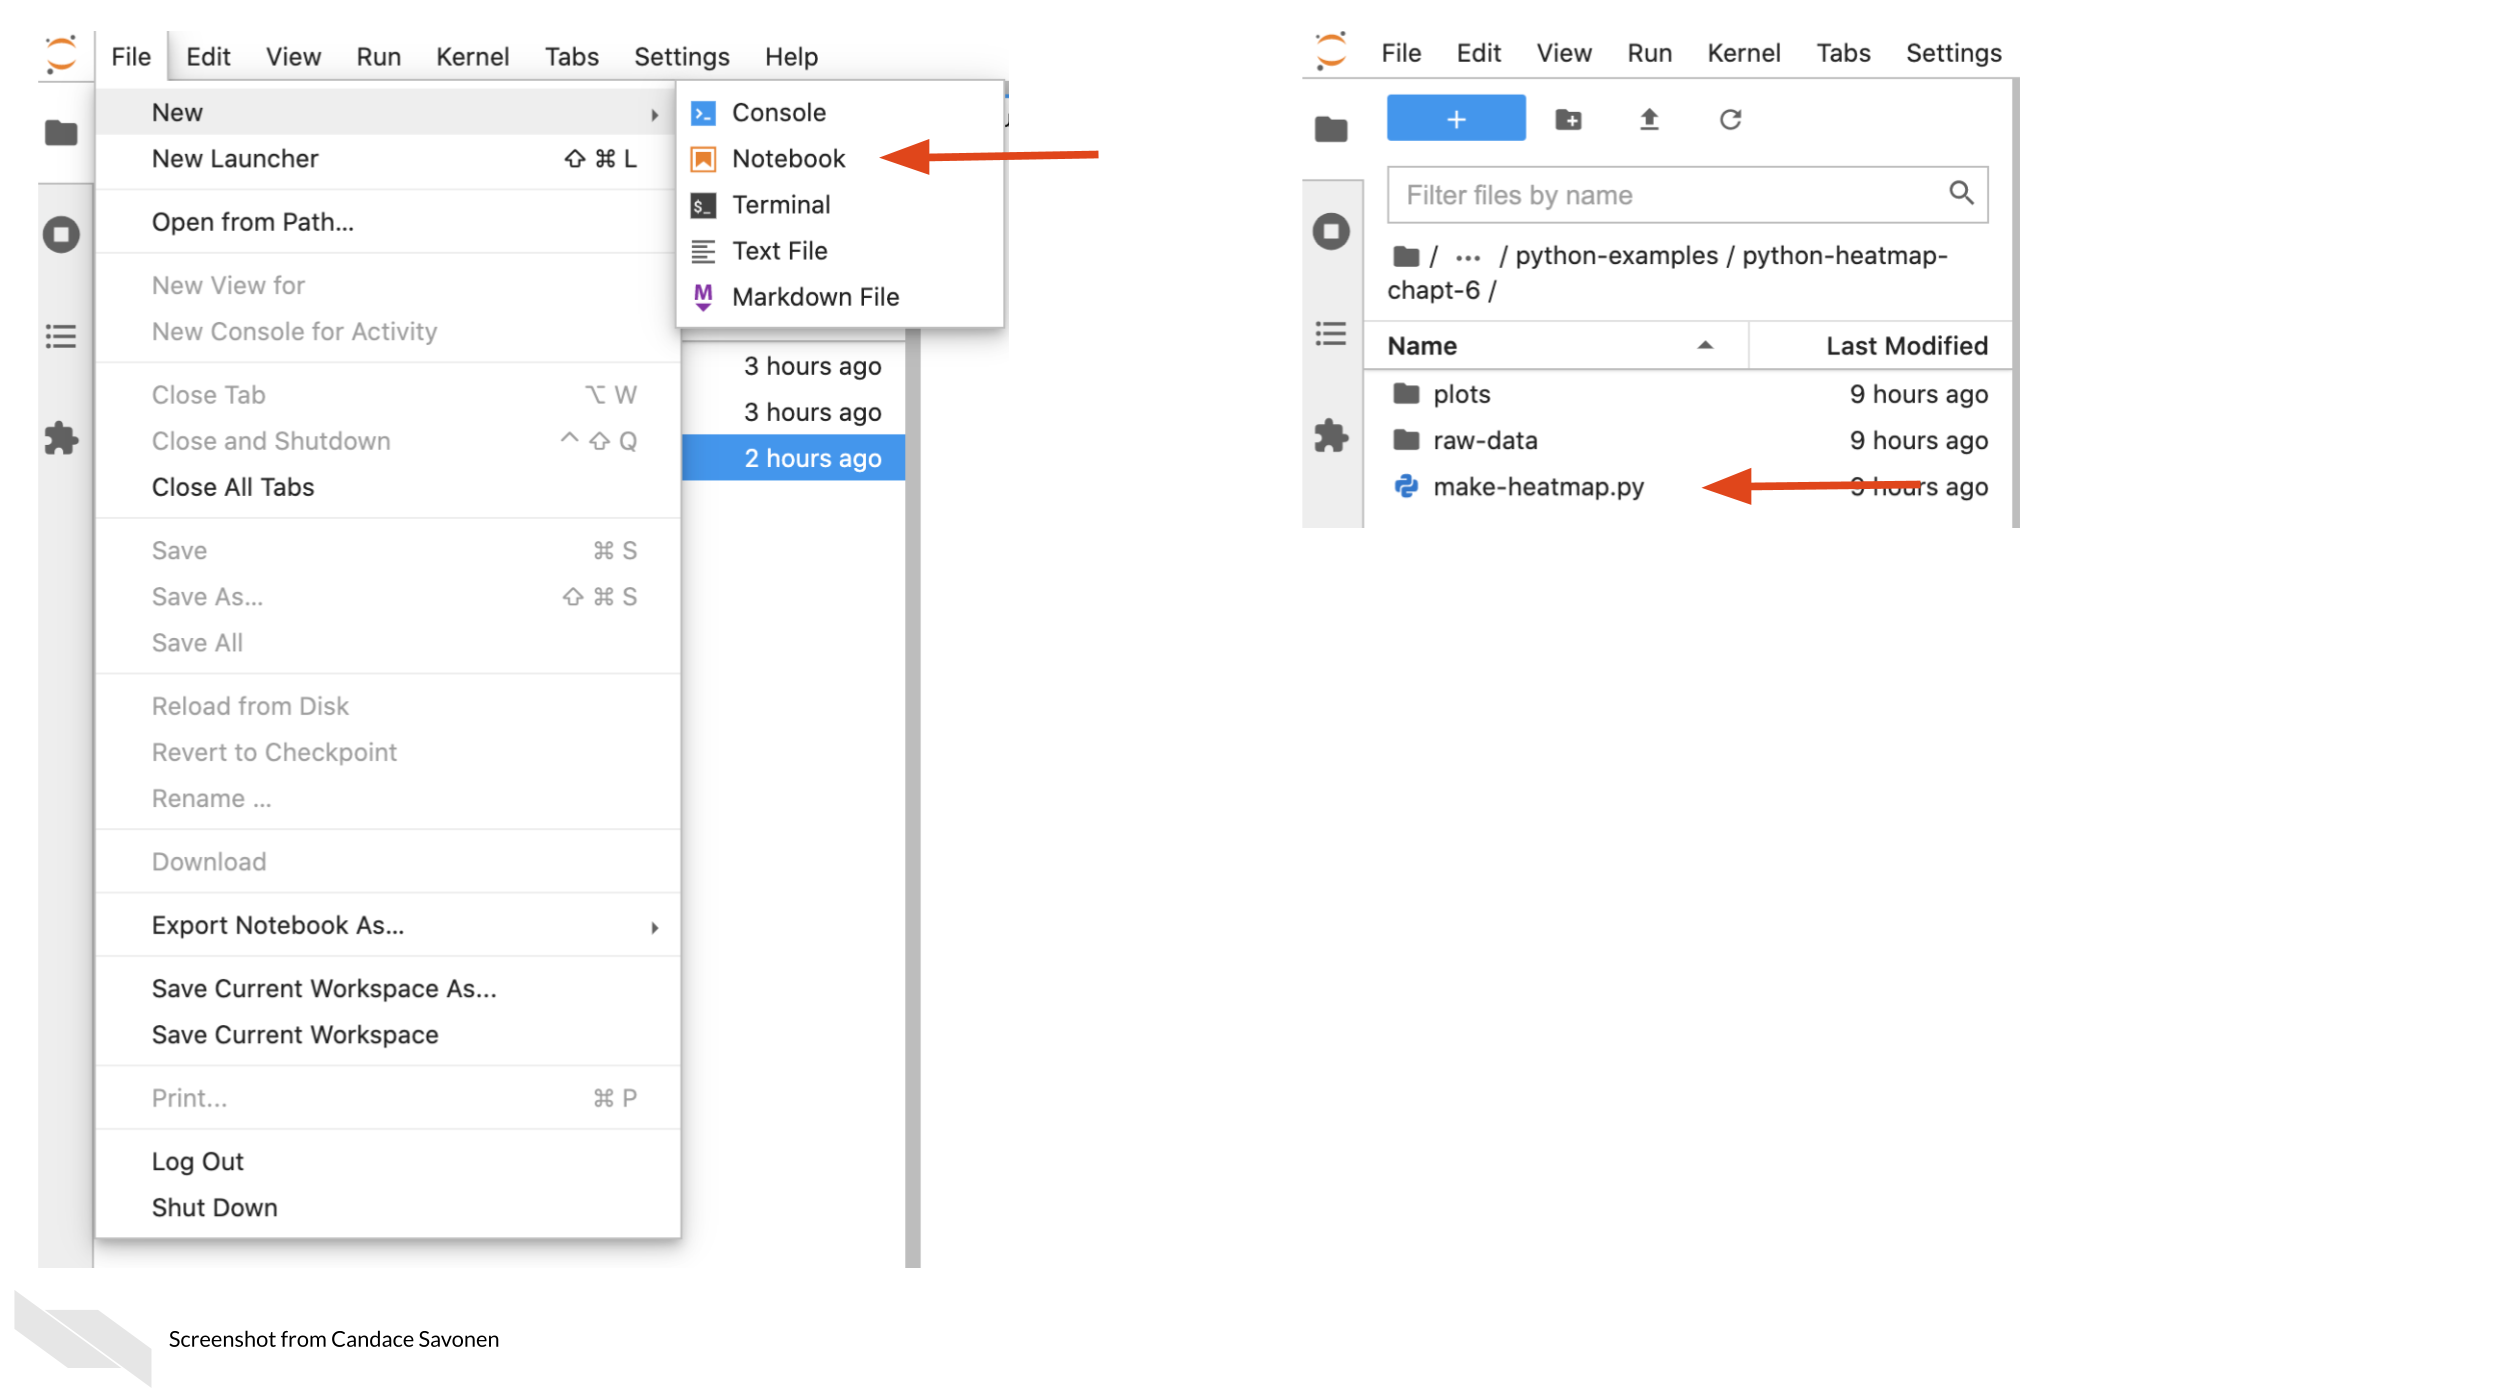 File Edit View Run Kernel Tabs Settings Help
New
New Launcher ⇧ ⌘ L
Open from Path...
New View for
New Console for Activity
Close Tab ⌥ W
Close and Shutdown ^ ⇧ Q
Close All Tabs
Save ⌘ S
Save As... ⇧ ⌘ S
Save All
Reload from Disk
Revert to Checkpoint
Rename ...
Download
Export Notebook As...
Save Current Workspace As...
Save Current Workspace
Print... ⌘ P
Log Out
Shut Down
Console
Notebook
Terminal
Text File
Markdown File
3 hours ago
3 hours ago
2 hours ago
File Edit View Run Kernel Tabs Settings
+
Filter files by name
/ ... / python-examples / python-heatmap-
chapt-6 /
Name Last Modified
plots 9 hours ago
raw-data 9 hours ago
make-heatmap.py 9 hours ago
Screenshot from Candace Savonen